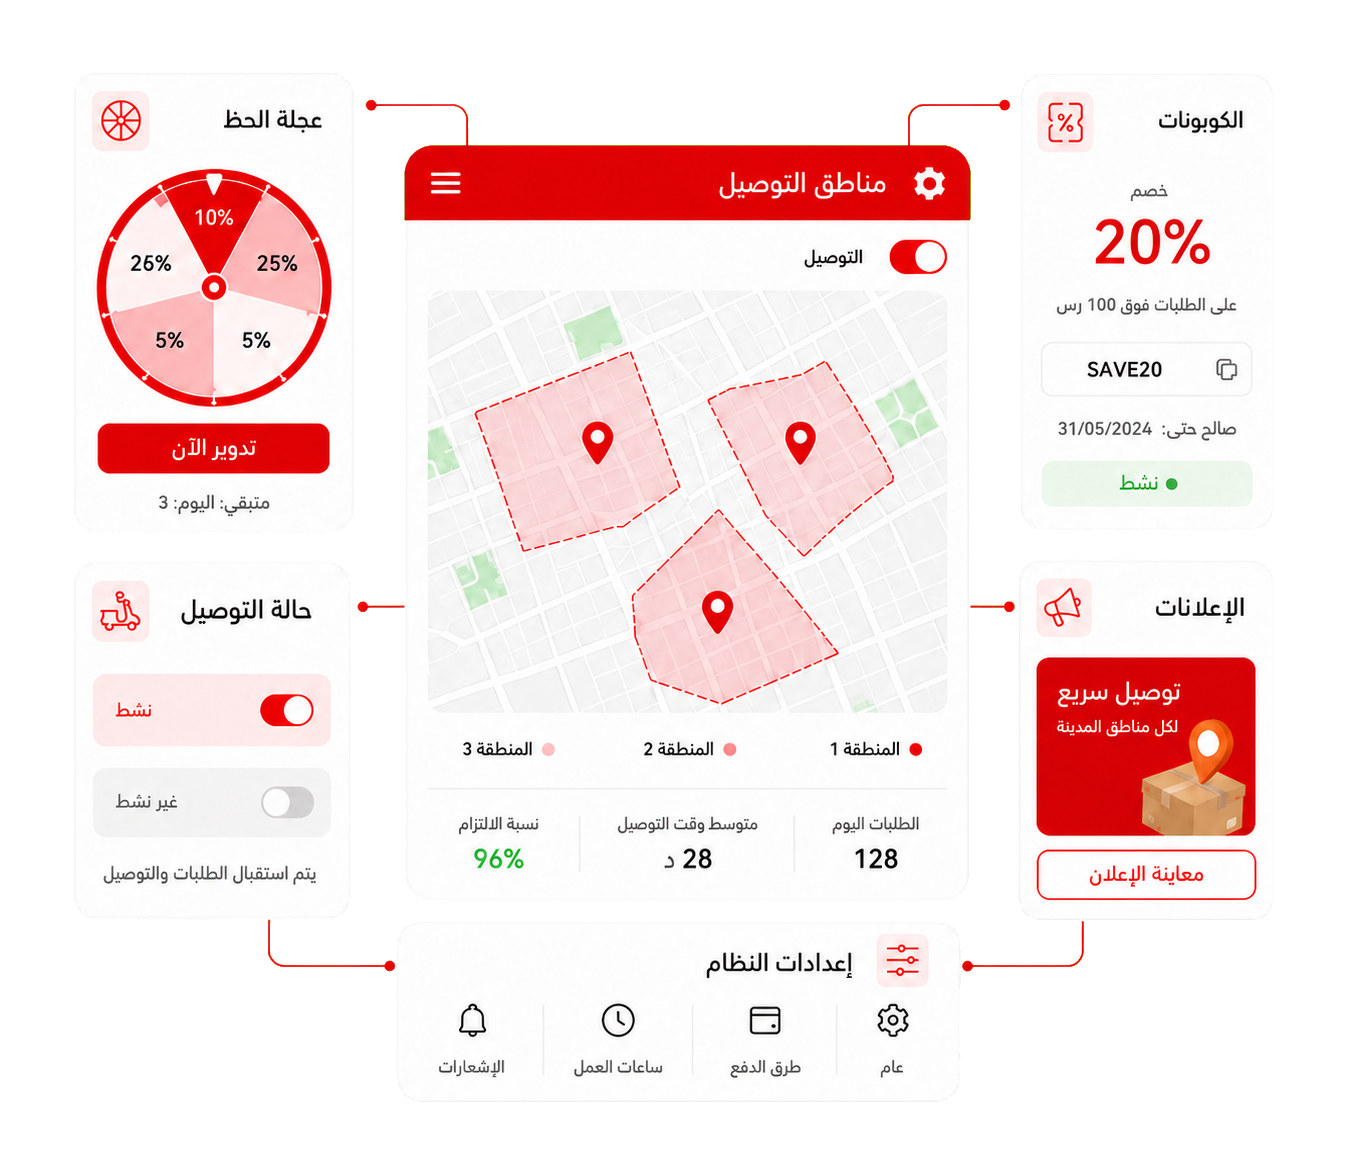 عجلة الحظ
10%
26%
25%
5%
5%
تدوير الآن
متبقي: اليوم: 3
حالة التوصيل
نشط
غير نشط
يتم استقبال الطلبات والتوصيل
مناطق التوصيل
التوصيل
المنطقة 1
المنطقة 2
المنطقة 3
الطلبات اليوم
128
متوسط وقت التوصيل
28 د
نسبة الالتزام
96%
الكوبونات
خصم
20%
على الطلبات فوق 100 رس
SAVE20
صالح حتى: 31/05/2024
نشط
الإعلانات
توصيل سريع
لكل مناطق المدينة
معاينة الإعلان
إعدادات النظام
عام
طرق الدفع
ساعات العمل
الإشعارات